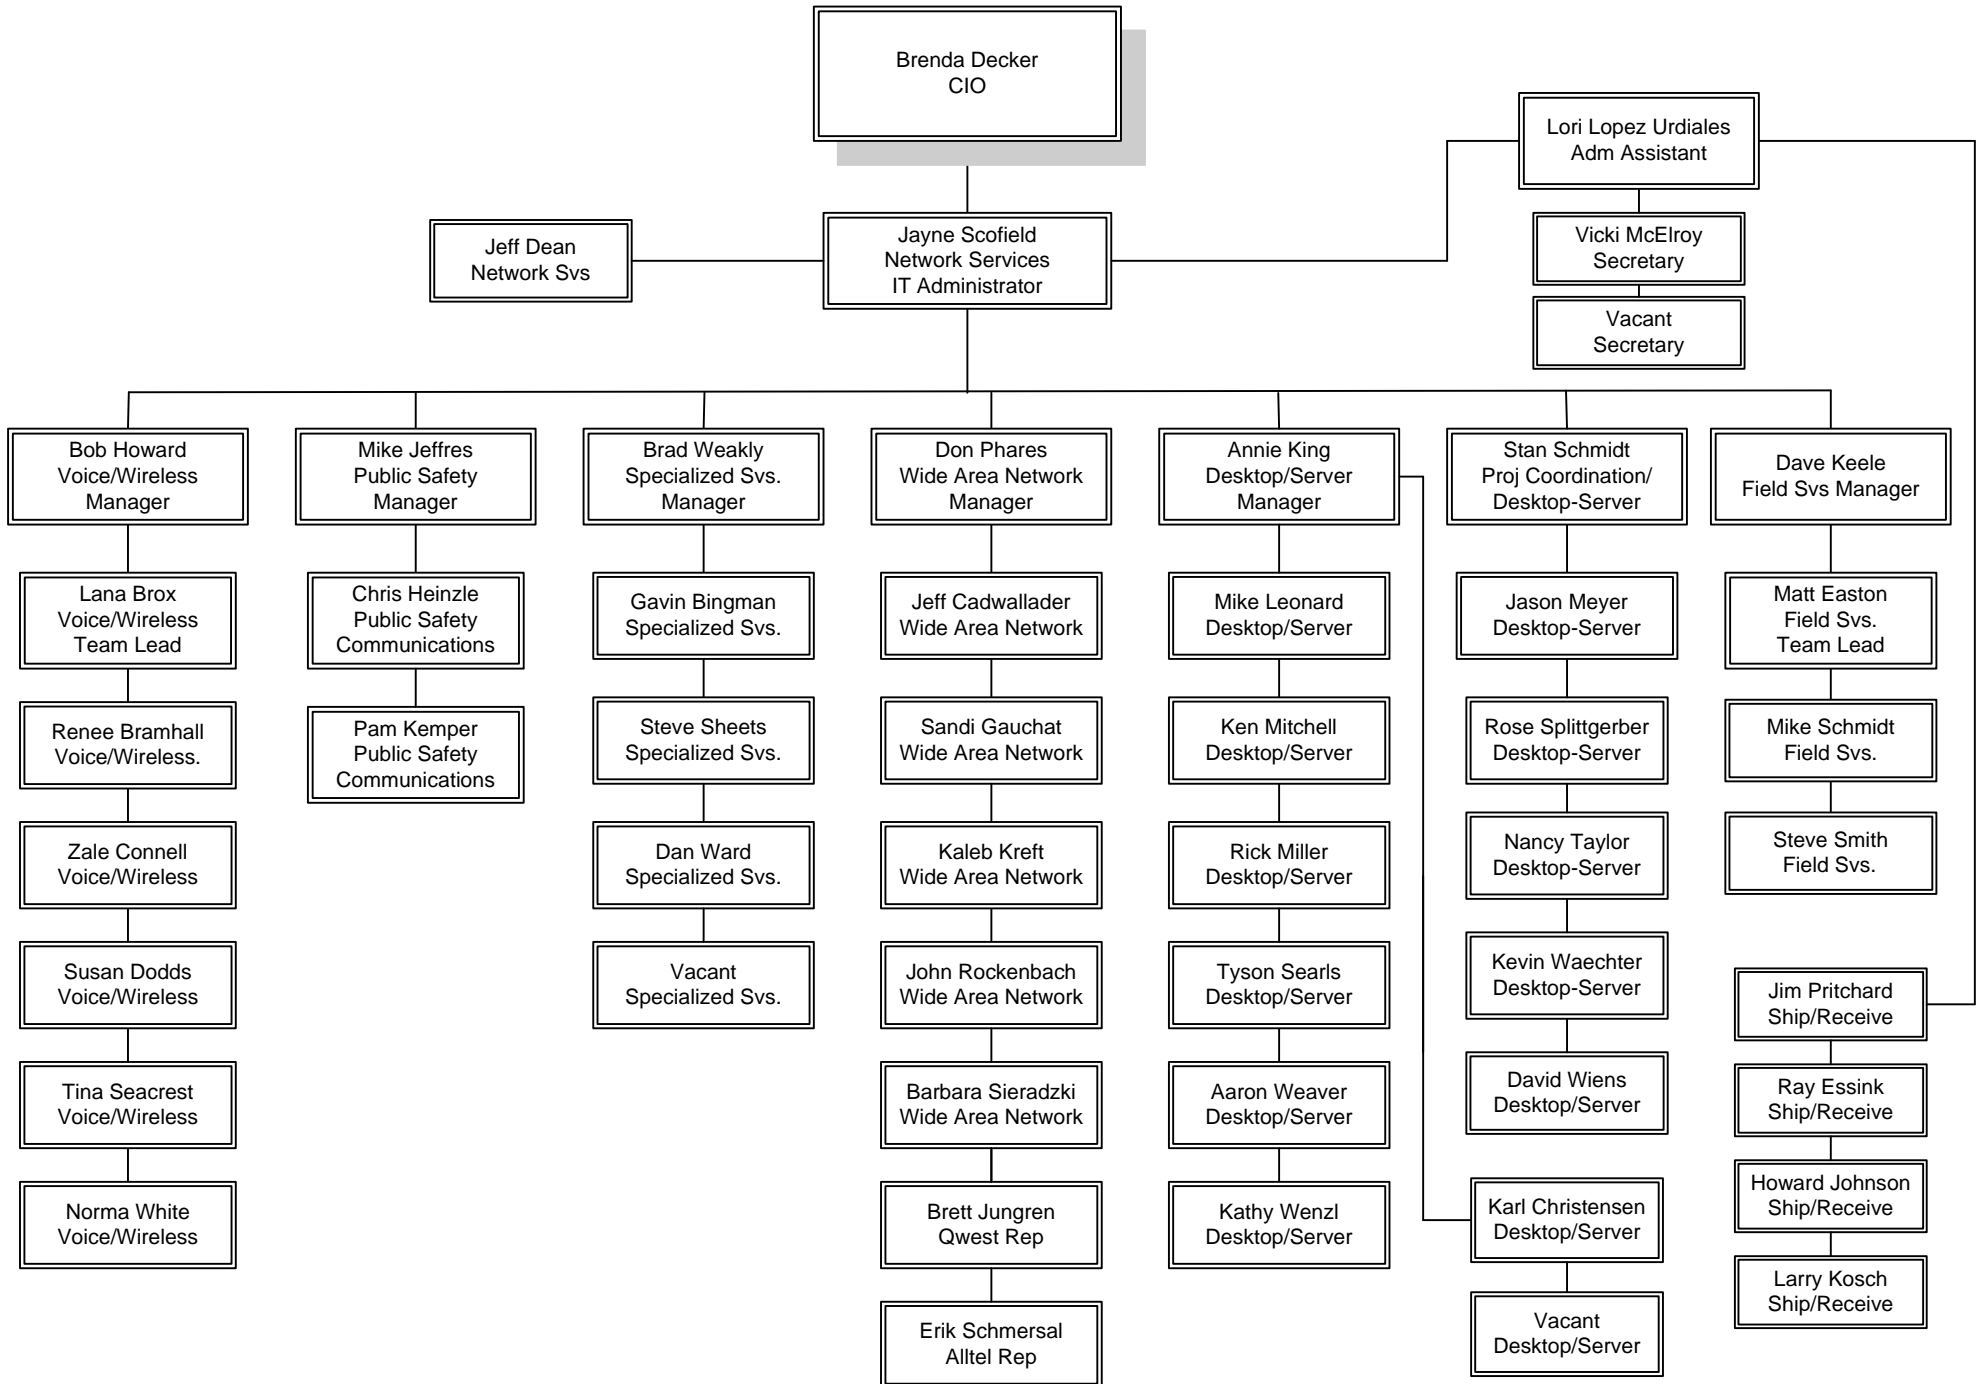 Brenda Decker
CIO
Lori Lopez Urdiales
Adm Assistant
Vicki McElroy
Secretary
Vacant
Secretary
Jeff Dean
Network Svs
Jayne Scofield
Network Services
IT Administrator
Bob Howard
Voice/Wireless
Manager
Lana Brox
Voice/Wireless
Team Lead
Renee Bramhall
Voice/Wireless.
Zale Connell
Voice/Wireless
Susan Dodds
Voice/Wireless
Tina Seacrest
Voice/Wireless
Norma White
Voice/Wireless
Mike Jeffres
Public Safety
Manager
Chris Heinzle
Public Safety
Communications
Pam Kemper
Public Safety
Communications
Brad Weakly
Specialized Svs.
Manager
Gavin Bingman
Specialized Svs.
Steve Sheets
Specialized Svs.
Dan Ward
Specialized Svs.
Vacant
Specialized Svs.
Don Phares
Wide Area Network
Manager
Jeff Cadwallader
Wide Area Network
Sandi Gauchat
Wide Area Network
Kaleb Kreft
Wide Area Network
John Rockenbach
Wide Area Network
Barbara Sieradzki
Wide Area Network
Brett Jungren
Qwest Rep
Erik Schmersal
Alltel Rep
Annie King
Desktop/Server
Manager
Mike Leonard
Desktop/Server
Ken Mitchell
Desktop/Server
Rick Miller
Desktop/Server
Tyson Searls
Desktop/Server
Aaron Weaver
Desktop/Server
Kathy Wenzl
Desktop/Server
Stan Schmidt
Proj Coordination/
Desktop-Server
Jason Meyer
Desktop-Server
Rose Splittgerber
Desktop-Server
Nancy Taylor
Desktop-Server
Kevin Waechter
Desktop-Server
David Wiens
Desktop/Server
Karl Christensen
Desktop/Server
Vacant
Desktop/Server
Dave Keele
Field Svs Manager
Matt Easton
Field Svs.
Team Lead
Mike Schmidt
Field Svs.
Steve Smith
Field Svs.
Jim Pritchard
Ship/Receive
Ray Essink
Ship/Receive
Howard Johnson
Ship/Receive
Larry Kosch
Ship/Receive